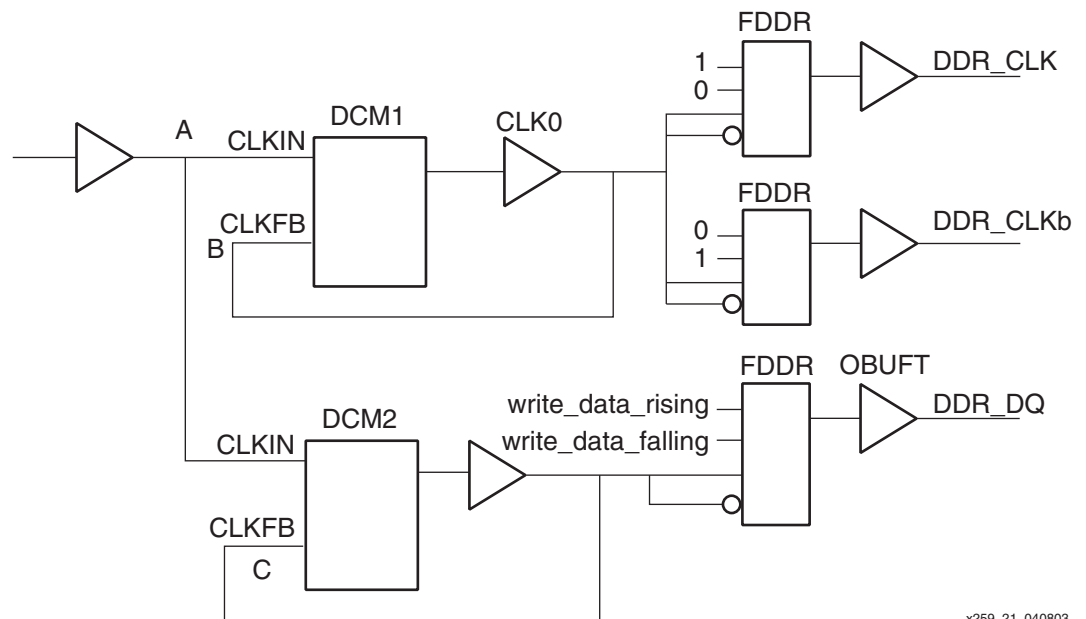 FDDR
1
0
DDR_CLK
A
CLKIN
DCM1
CLK0
CLKFB
B
FDDR
0
1
DDR_CLKb
FDDR
OBUFT
write_data_rising
write_data_falling
DDR_DQ
DCM2
CLKIN
CLKFB
C
x259_21_040803